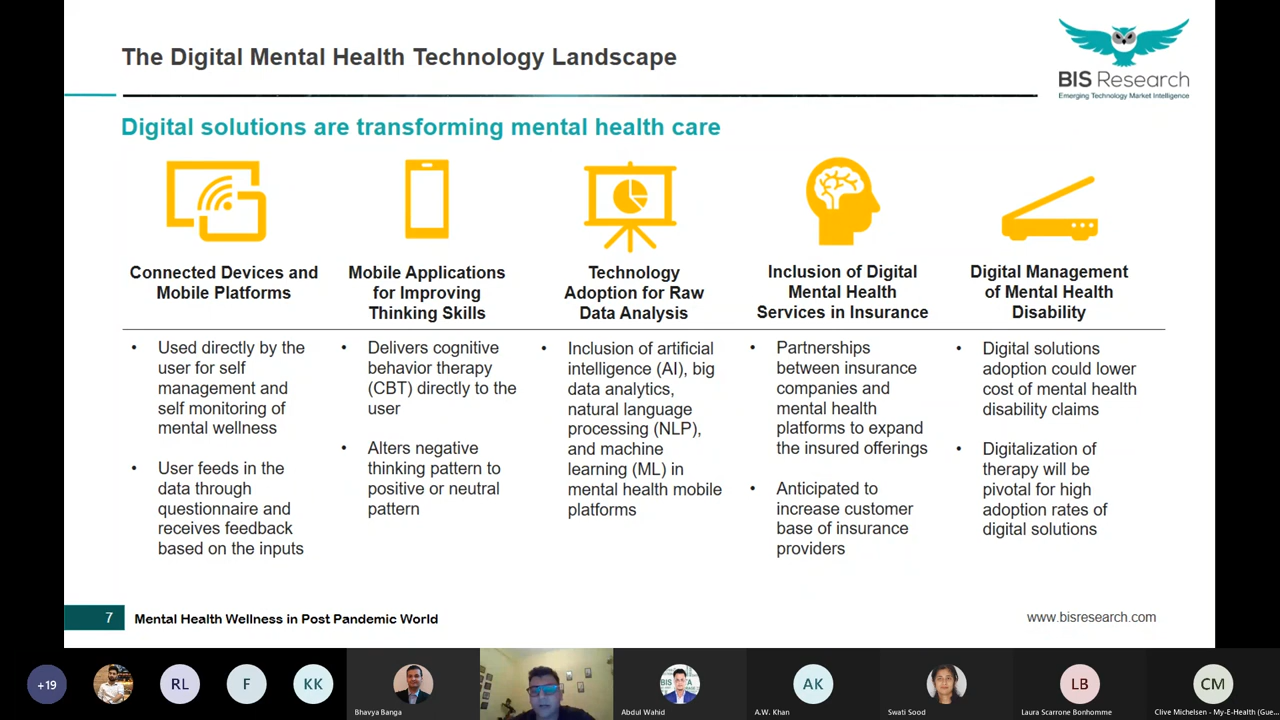 The Digital Mental Health Technology Landscape
BIS Research
Emerging Technology Market Intelligence
Digital solutions are transforming mental health care
Connected Devices and
Mobile Platforms
• Used directly by the
user for self
management and
self monitoring of
mental wellness
• User feeds in the
data through
questionnaire and
receives feedback
based on the inputs
Mobile Applications
for Improving
Thinking Skills
• Delivers cognitive
behavior therapy
(CBT) directly to the
user
• Alters negative
thinking pattern to
positive or neutral
pattern
Technology
Adoption for Raw
Data Analysis
• Inclusion of artificial
intelligence (AI), big
data analytics,
natural language
processing (NLP),
and machine
learning (ML) in
mental health mobile
platforms
Inclusion of Digital
Mental Health
Services in Insurance
• Partnerships
between insurance
companies and
mental health
platforms to expand
the insured offerings
• Anticipated to
increase customer
base of insurance
providers
Digital Management
of Mental Health
Disability
• Digital solutions
adoption could lower
cost of mental health
disability claims
• Digitalization of
therapy will be
pivotal for high
adoption rates of
digital solutions
7
Mental Health Wellness in Post Pandemic World
www.bisresearch.com
+19
RL
F
KK
Bhavya Banga
Abdul Wahid
AK
A.W. Khan
Swati Sood
LB
Laura Scarrone Bonhomme
CM
Clive Michelsen - My-E-Health (Gue...